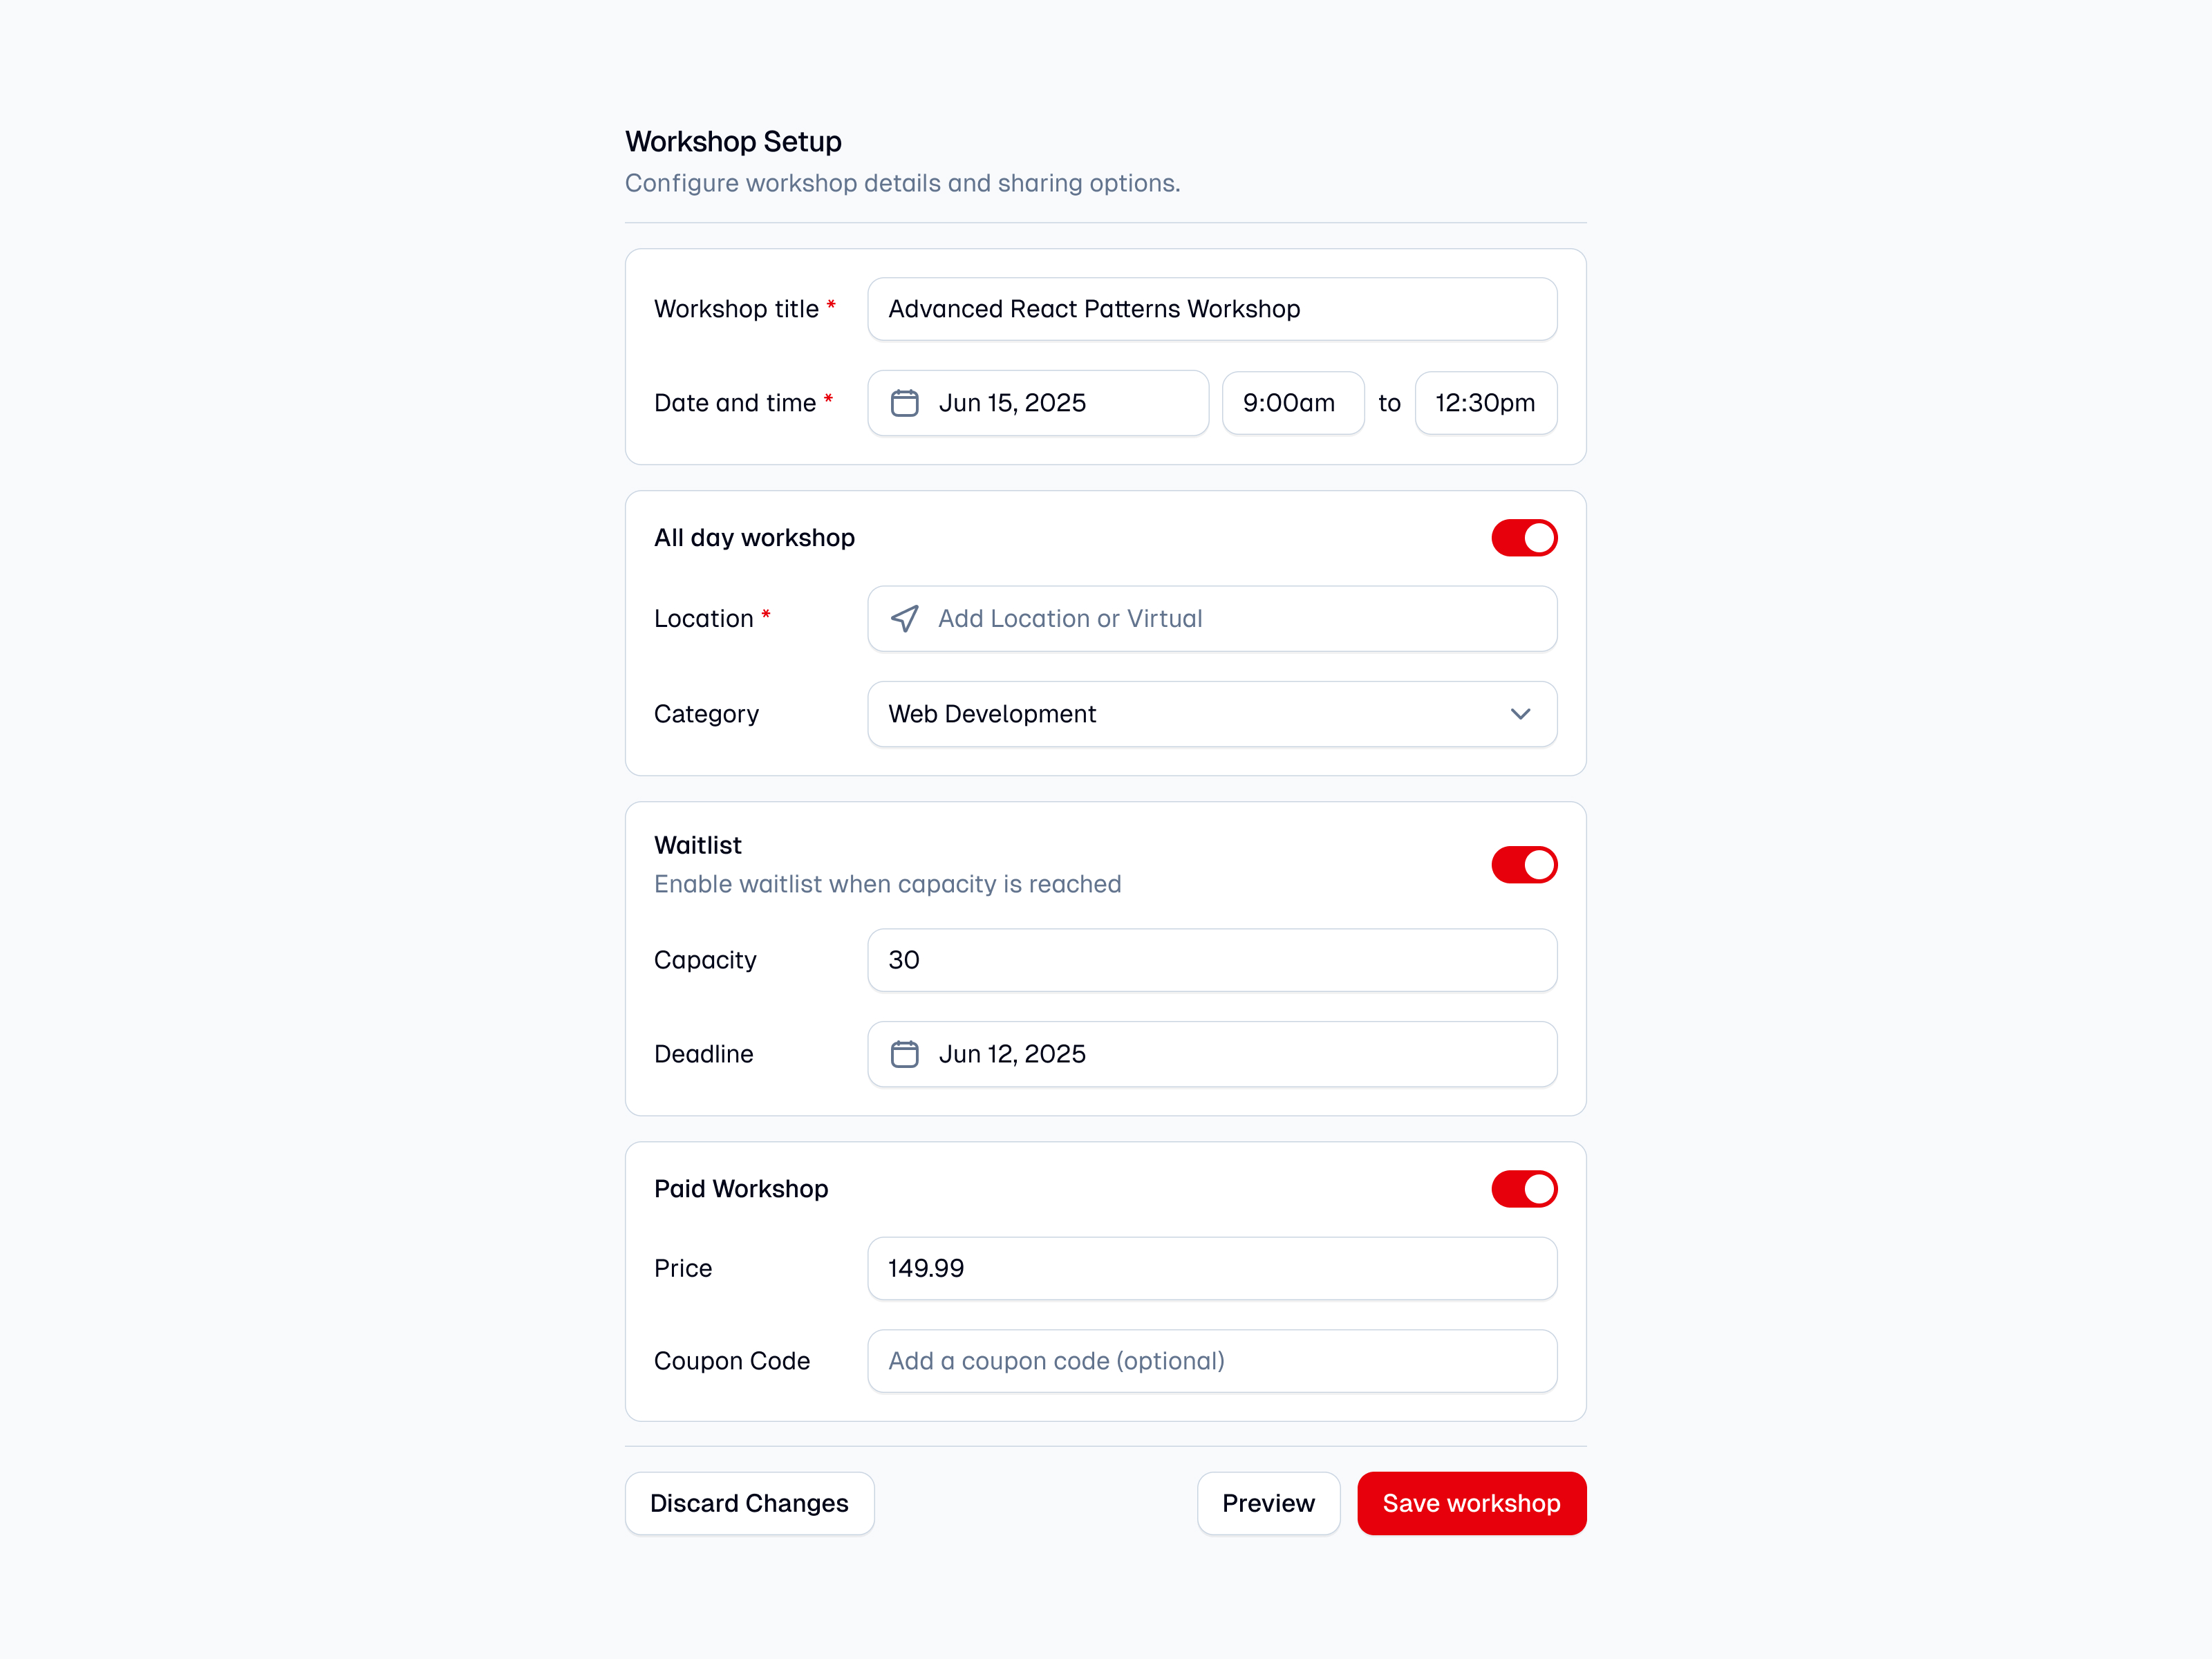 Workshop Setup
Configure workshop details and sharing options.
Workshop title * Advanced React Patterns Workshop
Date and time * Jun 15, 2025 9:00am to 12:30pm
All day workshop
Location * Add Location or Virtual
Category Web Development
Waitlist
Enable waitlist when capacity is reached
Capacity 30
Deadline Jun 12, 2025
Paid Workshop
Price 149.99
Coupon Code Add a coupon code (optional)
Discard Changes Preview Save workshop